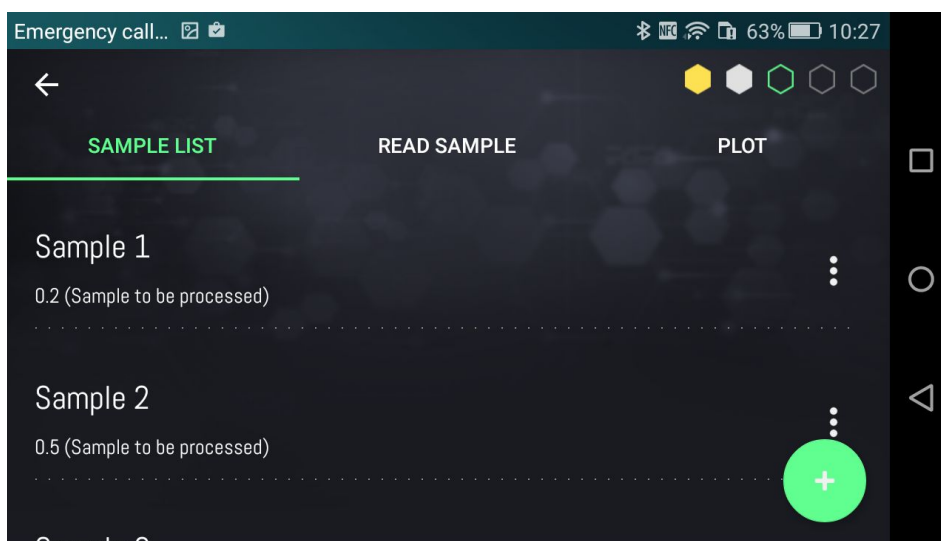 Emergency call... NFC 63% 10:27
SAMPLE LIST READ SAMPLE PLOT
Sample 1
0.2 (Sample to be processed)
Sample 2
0.5 (Sample to be processed)